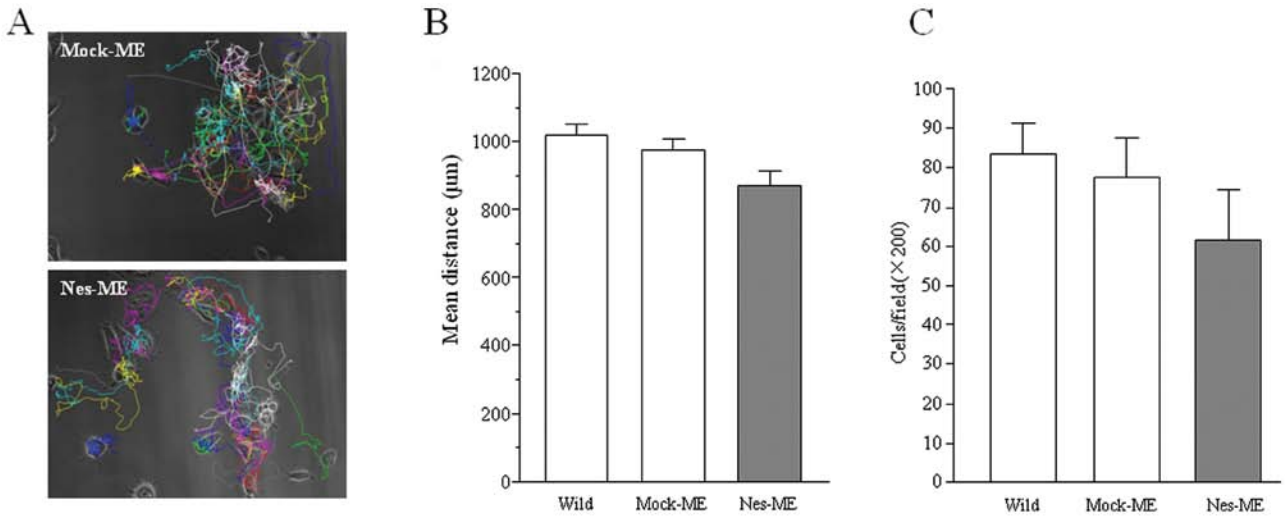 A
Mock-ME
Nes-ME
B
Mean distance (µm)
1200
1000
800
600
400
200
0
Wild
Mock-ME
Nes-ME
C
Cells/field(×200)
100
90
80
70
60
50
40
30
20
10
0
Wild
Mock-ME
Nes-ME